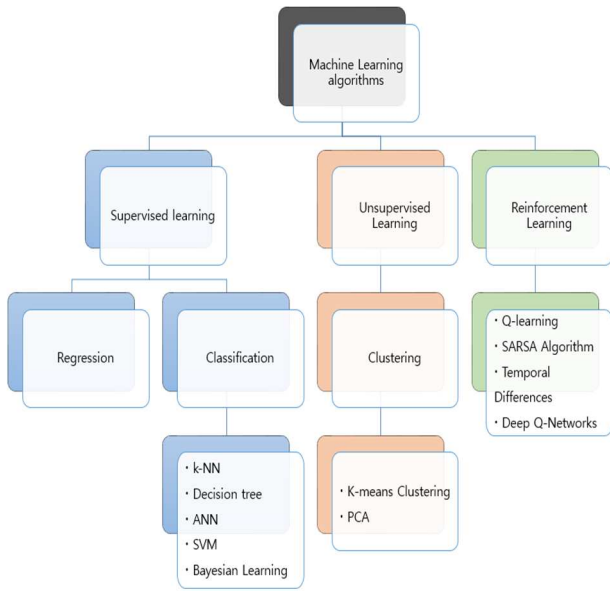 Machine Learning
algorithms
Supervised learning
Unsupervised
Learning
Reinforcement
Learning
Regression
Classification
Clustering
· Q-learning
· SARSA Algorithm
· Temporal
Differences
· Deep Q-Networks
· k-NN
· Decision tree
· ANN
· SVM
· Bayesian Learning
· K-means Clustering
· PCA